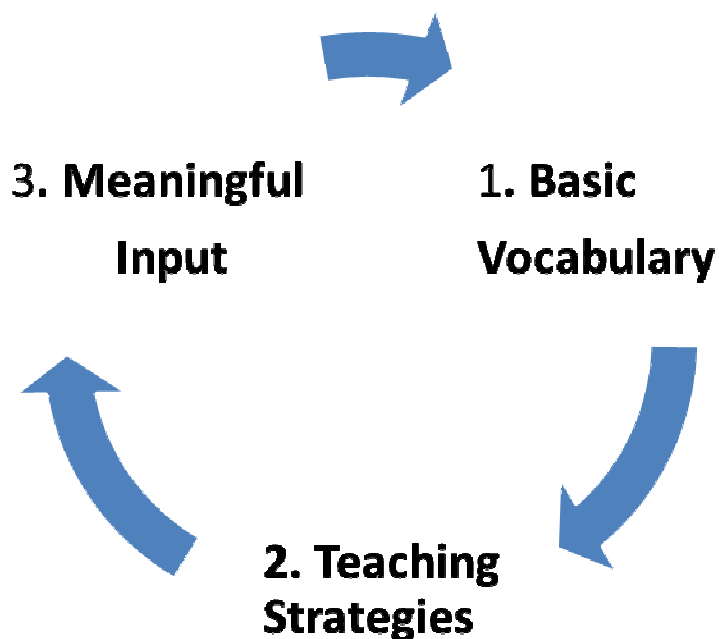 3. Meaningful
Input
1. Basic
Vocabulary
2. Teaching
Strategies